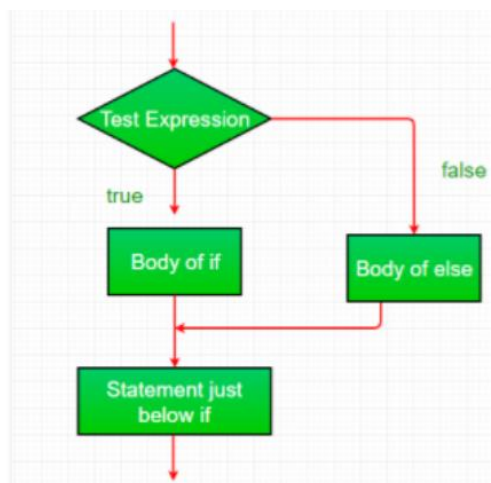 Test Expression
true
false
Body of if
Body of else
Statement just
below if